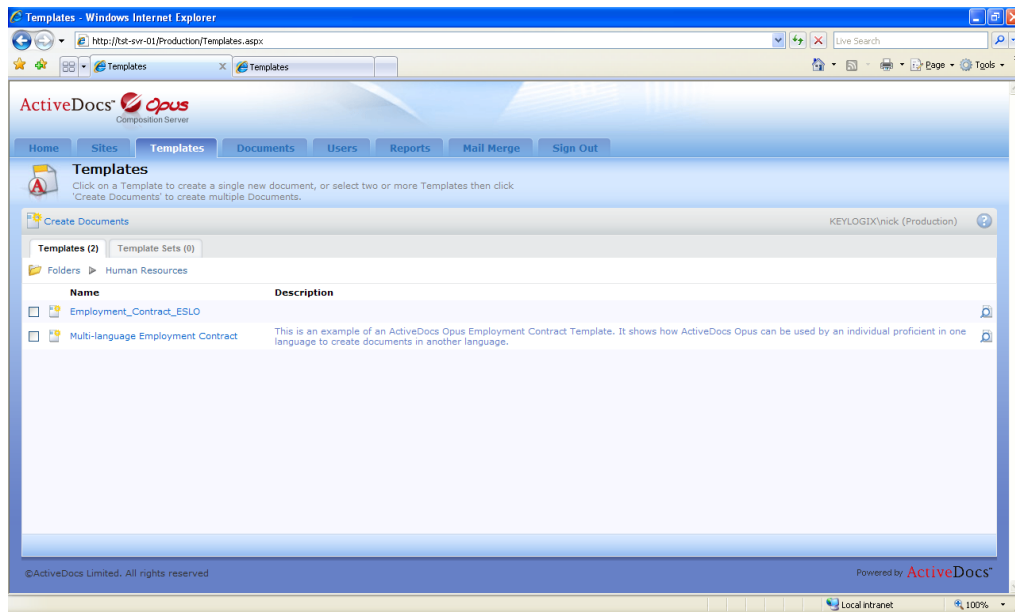 Templates - Windows Internet Explorer
http://tst-svr-01/Production/Templates.aspx
Live Search
Templates
Templates
Page
Tools
ActiveDocs Opus
Composition Server
Home Sites Templates Documents Users Reports Mail Merge Sign Out
Templates
Click on a Template to create a single new document, or select two or more Templates then click
'Create Documents' to create multiple Documents.
Create Documents
KEYLOGIX\nick (Production)
Templates (2) Template Sets (0)
Folders Human Resources
Name Description
Employment_Contract_ESLO
Multi-language Employment Contract
This is an example of an ActiveDocs Opus Employment Contract Template. It shows how ActiveDocs Opus can be used by an individual proficient in one
language to create documents in another language.
©ActiveDocs Limited. All rights reserved
Powered by ActiveDocs
Local intranet
100%